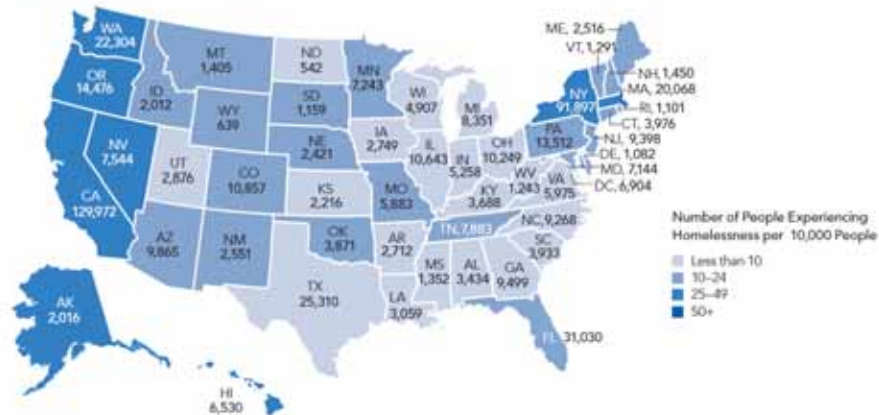 WA
22,304
OR
14,476
CA
129,972
NV
7,544
ID
2,012
MT
1,405
WY
639
UT
2,876
CO
10,857
AZ
9,865
NM
2,551
ND
542
SD
1,159
NE
2,421
KS
2,216
OK
3,871
TX
25,310
MN
7,243
IA
2,749
MO
5,883
AR
2,712
LA
3,059
WI
4,907
IL
10,643
MI
8,351
IN
5,258
OH
10,249
KY
3,688
TN, 7,883
MS
1,352
AL
3,434
GA
9,499
FL 31,030
SC
3,933
NC, 9,268
VA
5,975
WV
1,243
PA
13,512
NY
91,897
ME, 2,516
VT, 1,291
NH, 1,450
MA, 20,068
RI, 1,101
CT, 3,976
NJ, 9,398
DE, 1,082
MD, 7,144
DC, 6,904
AK
2,016
HI
6,530
Number of People Experiencing
Homelessness per 10,000 People
Less than 10
10–24
25–49
50+